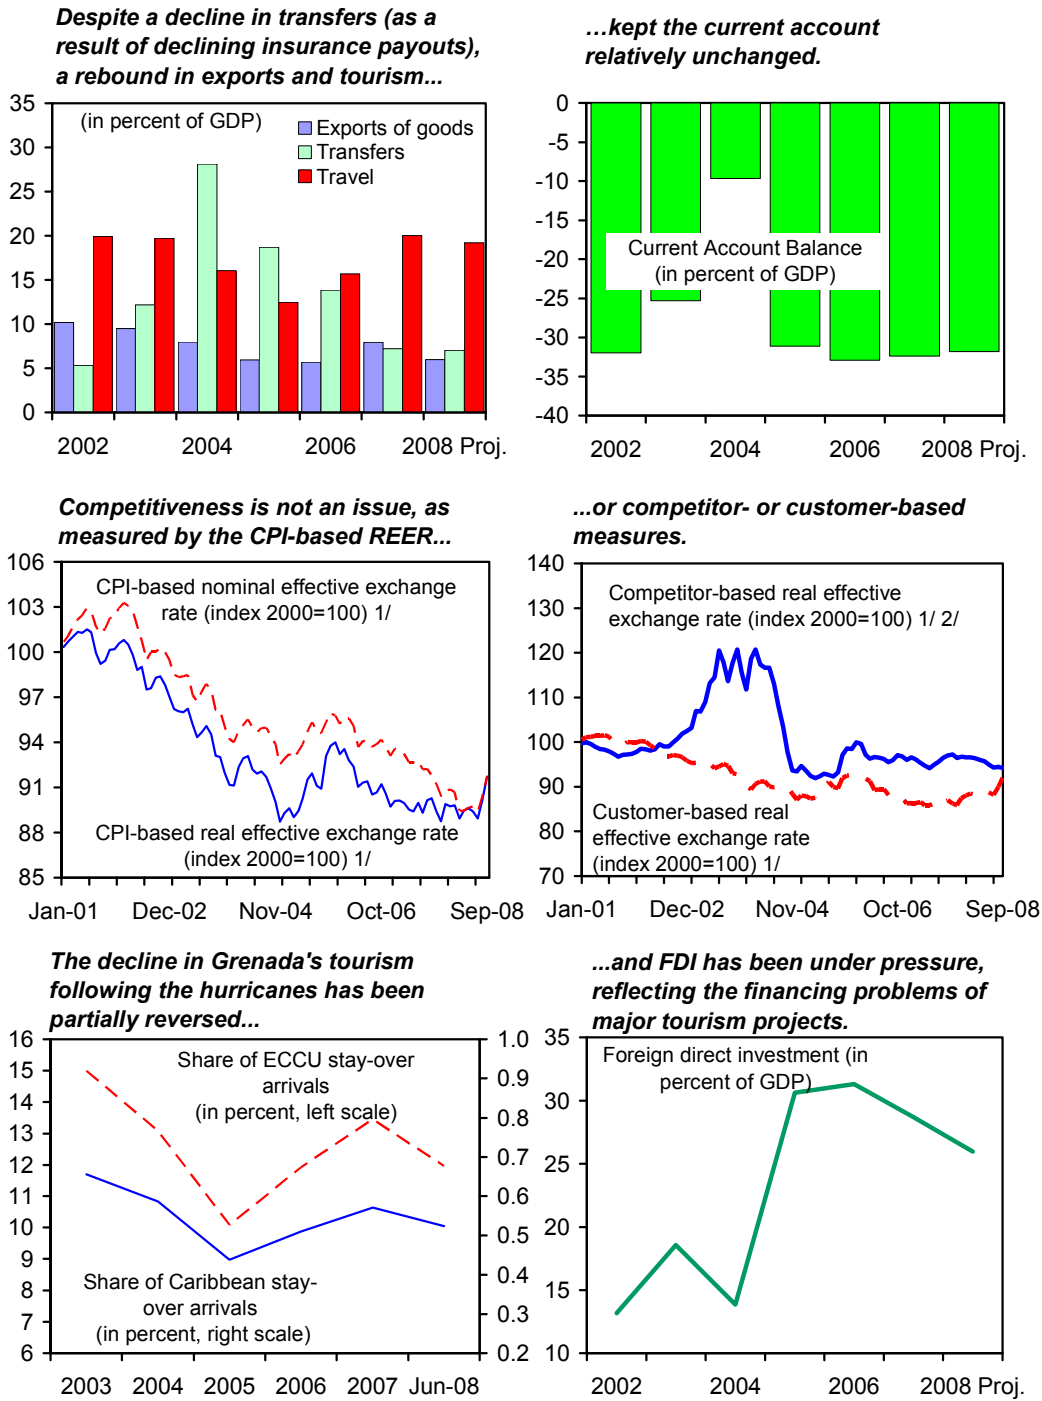 Despite a decline in transfers (as a
result of declining insurance payouts),
a rebound in exports and tourism...
35
30
25
20
15
10
5
0
(in percent of GDP)
Exports of goods
Transfers
Travel
2002
2004
2006
2008 Proj.
…kept the current account
relatively unchanged.
0
-5
-10
-15
-20
-25
-30
-35
-40
Current Account Balance
(in percent of GDP)
2002
2004
2006
2008 Proj.
Competitiveness is not an issue, as
measured by the CPI-based REER...
106
103
100
97
94
91
88
85
CPI-based nominal effective exchange
rate (index 2000=100) 1/
CPI-based real effective exchange rate
(index 2000=100) 1/
Jan-01
Dec-02
Nov-04
Oct-06
Sep-08
...or competitor- or customer-based
measures.
140
130
120
110
100
90
80
70
Competitor-based real effective
exchange rate (index 2000=100) 1/ 2/
Customer-based real
effective exchange rate
(index 2000=100) 1/
Jan-01
Dec-02
Nov-04
Oct-06
Sep-08
The decline in Grenada's tourism
following the hurricanes has been
partially reversed...
16
15
14
13
12
11
10
9
8
7
6
Share of ECCU stay-over
arrivals
(in percent, left scale)
Share of Caribbean stay-
over arrivals
(in percent, right scale)
1.0
0.9
0.8
0.7
0.6
0.5
0.4
0.3
0.2
2003
2004
2005
2006
2007
Jun-08
...and FDI has been under pressure,
reflecting the financing problems of
major tourism projects.
35
30
25
20
15
10
Foreign direct investment (in
percent of GDP)
2002
2004
2006
2008 Proj.